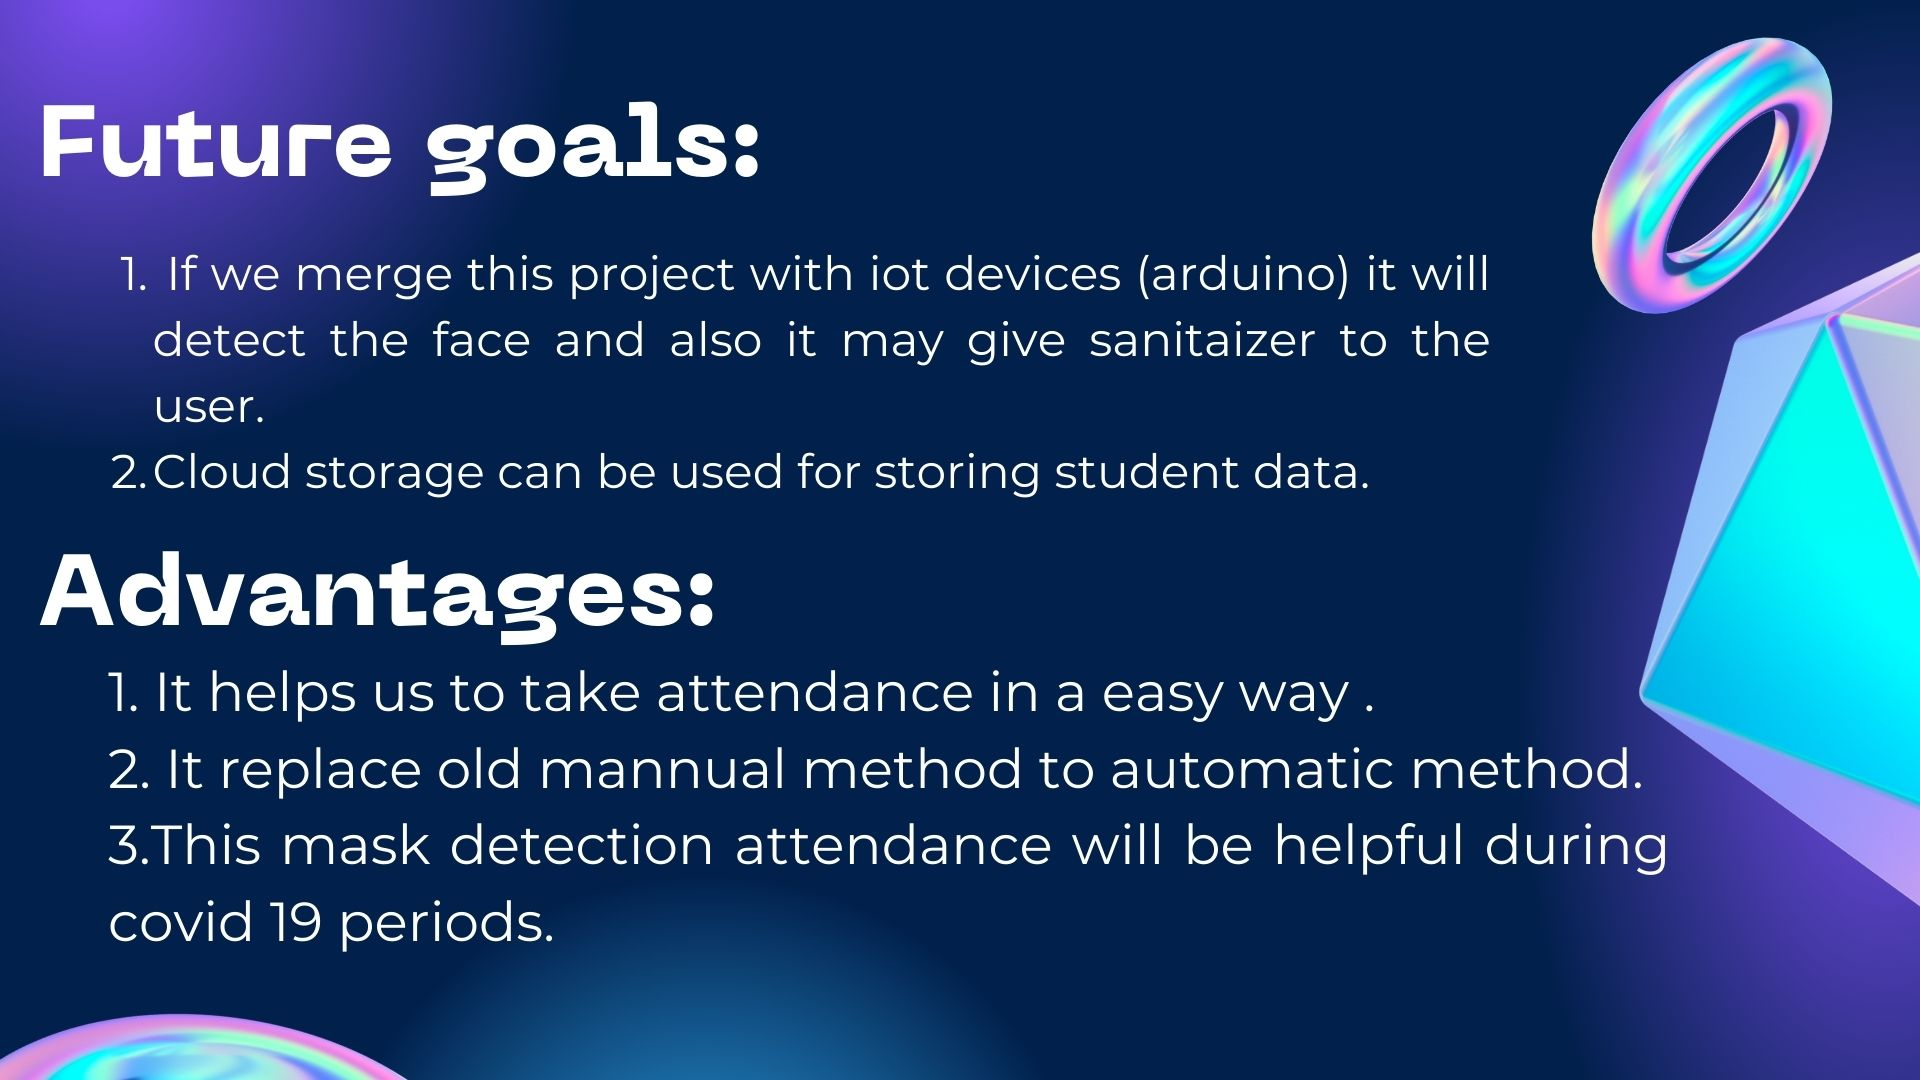 Future goals:
1. If we merge this project with iot devices (arduino) it will
detect the face and also it may give sanitaizer to the
user.
2.Cloud storage can be used for storing student data.
Advantages:
1. It helps us to take attendance in a easy way .
2. It replace old mannual method to automatic method.
3.This mask detection attendance will be helpful during
covid 19 periods.